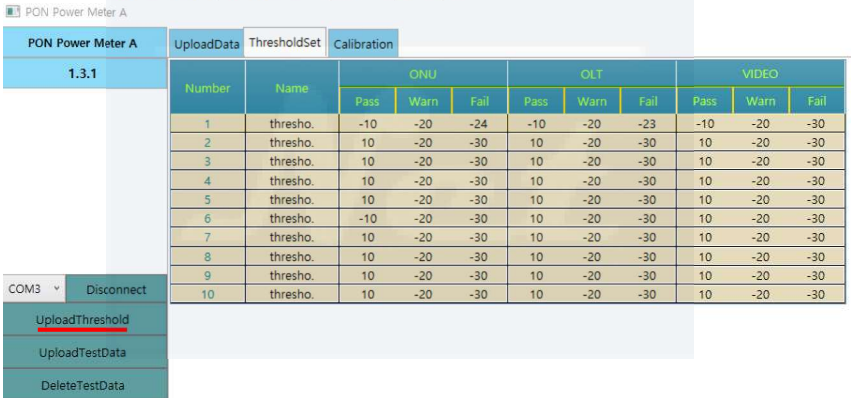 PON Power Meter A
PON Power Meter A UploadData ThresholdSet Calibration
1.3.1
Number Name ONU OLT VIDEO
Pass Warn Fail Pass Warn Fail Pass Warn Fail
1 thresho. -10 -20 -24 -10 -20 -23 -10 -20 -30
2 thresho. 10 -20 -30 10 -20 -30 10 -20 -30
3 thresho. 10 -20 -30 10 -20 -30 10 -20 -30
4 thresho. 10 -20 -30 10 -20 -30 10 -20 -30
5 thresho. 10 -20 -30 10 -20 -30 10 -20 -30
6 thresho. -10 -20 -30 10 -20 -30 10 -20 -30
7 thresho. 10 -20 -30 10 -20 -30 10 -20 -30
8 thresho. 10 -20 -30 10 -20 -30 10 -20 -30
9 thresho. 10 -20 -30 10 -20 -30 10 -20 -30
10 thresho. 10 -20 -30 10 -20 -30 10 -20 -30
COM3 Disconnect
UploadThreshold
UploadTestData
DeleteTestData